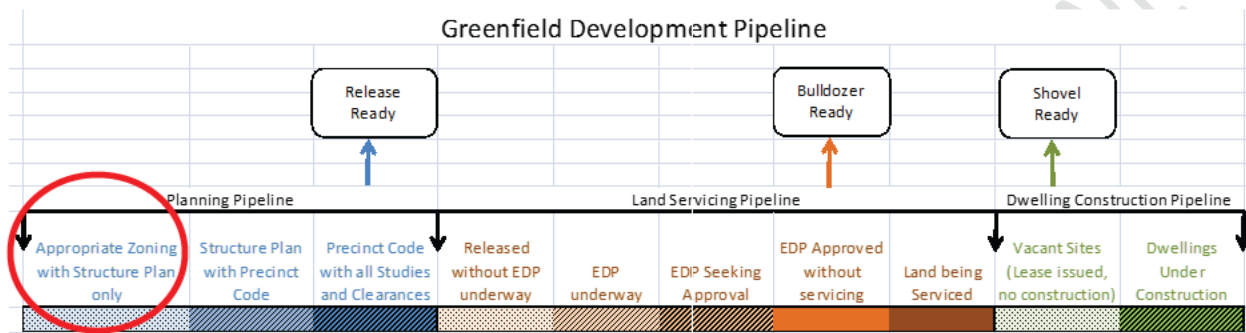 Greenfield Development Pipeline
Release
Ready
Bulldozer
Ready
Shovel
Ready
Planning Pipeline
Land Servicing Pipeline
Dwelling Construction Pipeline
Appropriate Zoning
with Structure Plan
only
Structure Plan
with Precinct
Code
Precinct Code
with all Studies
and Clearances
Released
without EDP
underway
EDP
underway
EDP Seeking
Approval
EDP Approved
without
servicing
Land being
Serviced
Vacant Sites
(Lease issued,
no construction)
Dwellings
Under
Construction